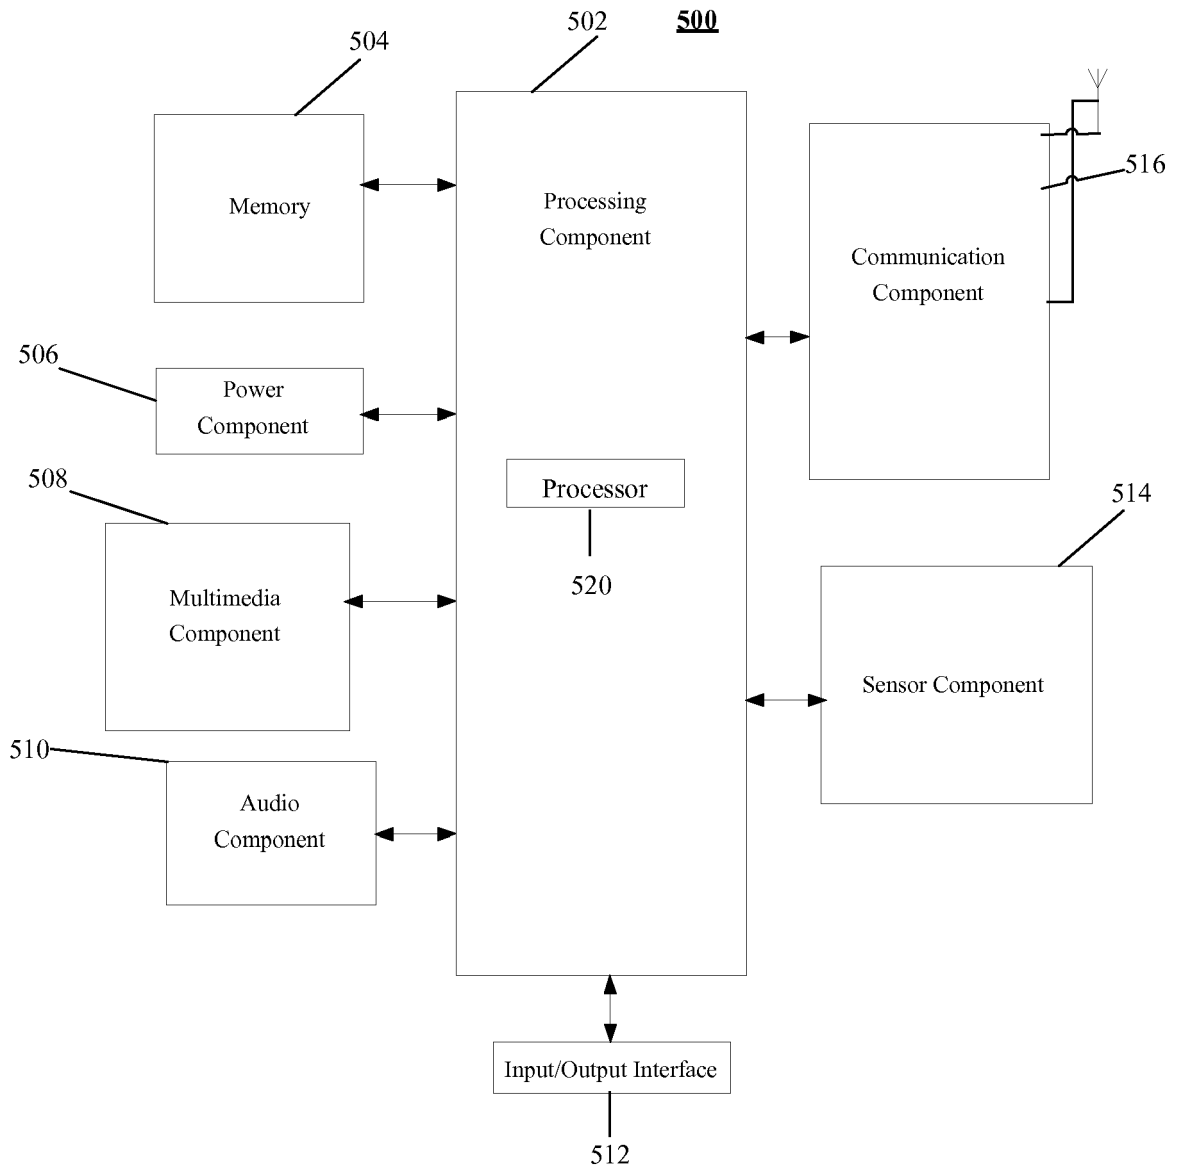 500
502
504
Memory
Processing
Component
516
Communication
Component
506
Power
Component
508
Processor
520
514
Multimedia
Component
Sensor Component
510
Audio
Component
Input/Output Interface
512